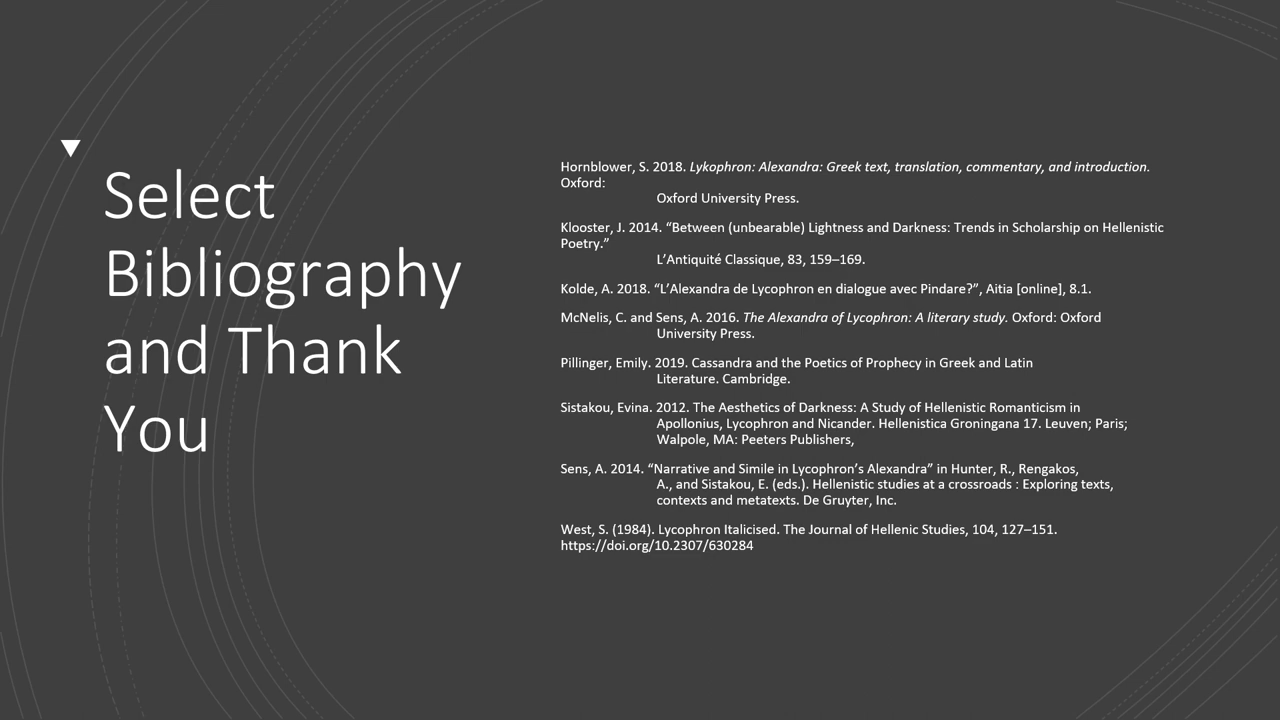 Select
Bibliography
and Thank
You
Hornblower, S. 2018. Lykophron: Alexandra: Greek text, translation, commentary, and introduction.
Oxford:
Oxford University Press.
Klooster, J. 2014. “Between (unbearable) Lightness and Darkness: Trends in Scholarship on Hellenistic
Poetry.”
L’Antiquité Classique, 83, 159–169.
Kolde, A. 2018. “L’Alexandra de Lycophron en dialogue avec Pindare?”, Aitia [online], 8.1.
McNelis, C. and Sens, A. 2016. The Alexandra of Lycophron: A literary study. Oxford: Oxford
University Press.
Pillinger, Emily. 2019. Cassandra and the Poetics of Prophecy in Greek and Latin
Literature. Cambridge.
Sistakou, Evina. 2012. The Aesthetics of Darkness: A Study of Hellenistic Romanticism in
Apollonius, Lycophron and Nicander. Hellenistica Groningana 17. Leuven; Paris;
Walpole, MA: Peeters Publishers,
Sens, A. 2014. “Narrative and Simile in Lycophron’s Alexandra” in Hunter, R., Rengakos,
A., and Sistakou, E. (eds.). Hellenistic studies at a crossroads : Exploring texts,
contexts and metatexts. De Gruyter, Inc.
West, S. (1984). Lycophron Italicised. The Journal of Hellenic Studies, 104, 127–151.
https://doi.org/10.2307/630284